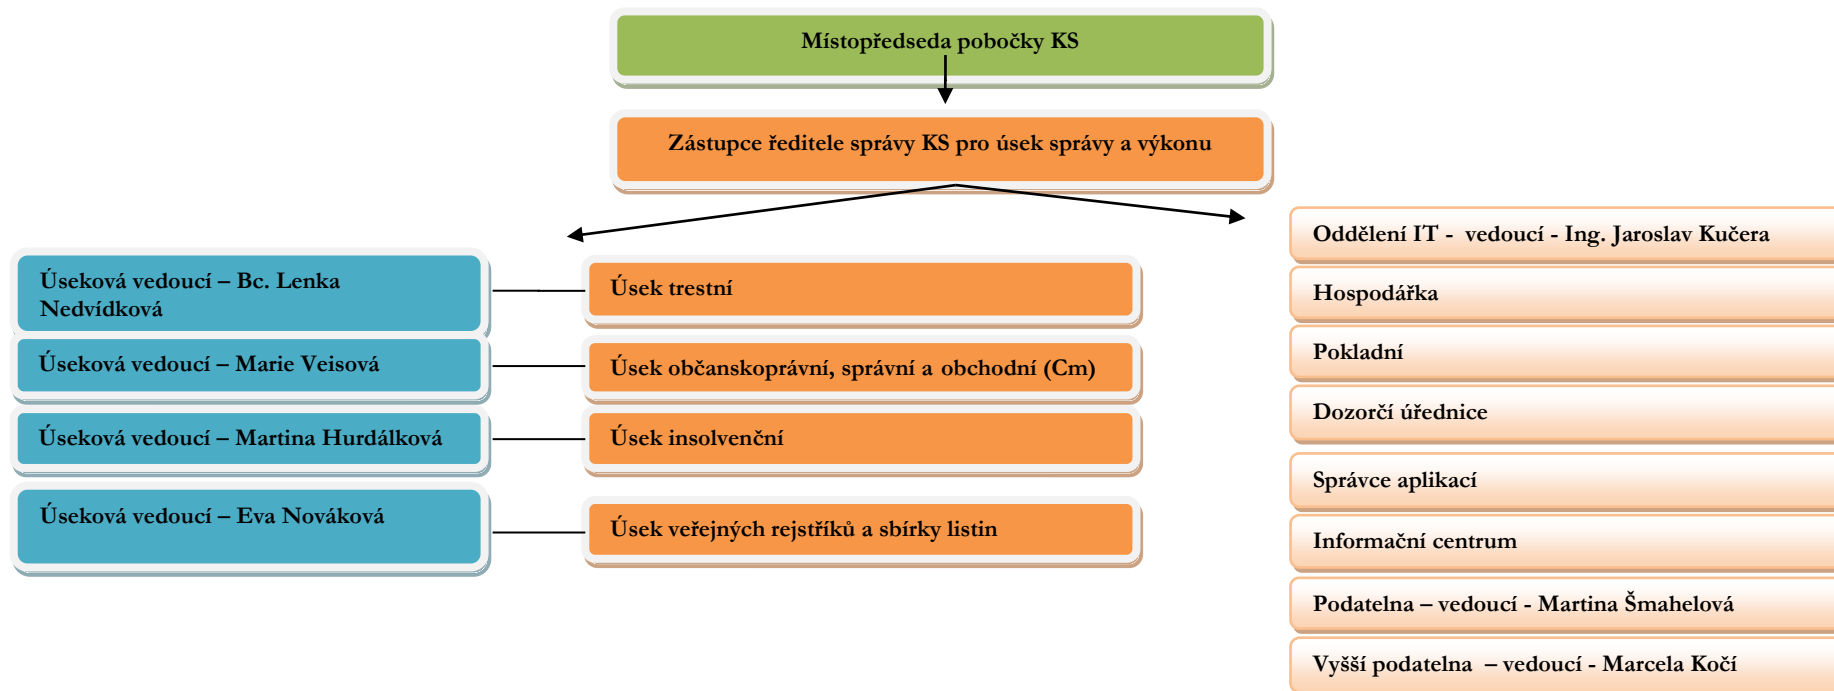 Místopředseda pobočky KS
Zástupce ředitele správy KS pro úsek správy a výkonu
Úseková vedoucí – Bc. Lenka
Nedvídková
Úsek trestní
Úseková vedoucí – Marie Veisová
Úsek občanskoprávní, správní a obchodní (Cm)
Úseková vedoucí – Martina Hurdálková
Úsek insolvenční
Úseková vedoucí – Eva Nováková
Úsek veřejných rejstříků a sbírky listin
Oddělení IT - vedoucí - Ing. Jaroslav Kučera
Hospodářka
Pokladní
Dozorčí úřednice
Správce aplikací
Informační centrum
Podatelna – vedoucí - Martina Šmahelová
Vyšší podatelna – vedoucí - Marcela Kočí